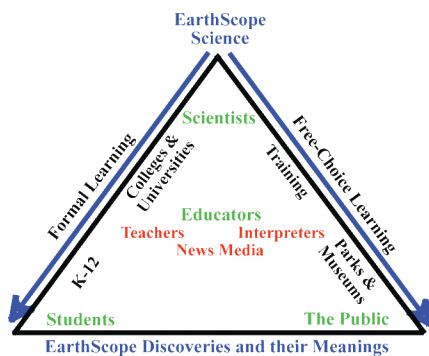 EarthScope
Science
Scientists
Formal Learning
Colleges &
Universities
K-12
Free-Choice Learning
Training
Parks &
Museums
Educators
Teachers
Interpreters
News Media
Students
The Public
EarthScope Discoveries and their Meanings